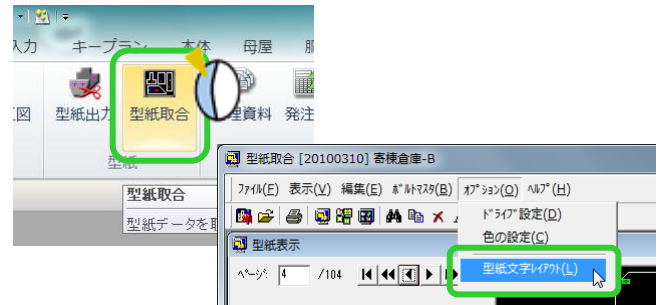 入力 キープラン 本体 母屋
図 型紙出力 型紙取合 理資料 発注
型紙
型紙取合
型紙データを取
型紙取合 [20100310] 寄棟倉庫-B
ﾌｧｲﾙ(F) 表示(V) 編集(E) ﾎﾞﾙﾄﾏｽﾀ(B) ｵﾌﾟｼｮﾝ(O) ﾍﾙﾌﾟ(H)
ﾄﾞﾗｲﾌﾞ設定(D)
色の設定(C)
型紙文字ﾚｲｱｳﾄ(L)
型紙表示
ﾍﾟｰｼﾞ: 4 /104